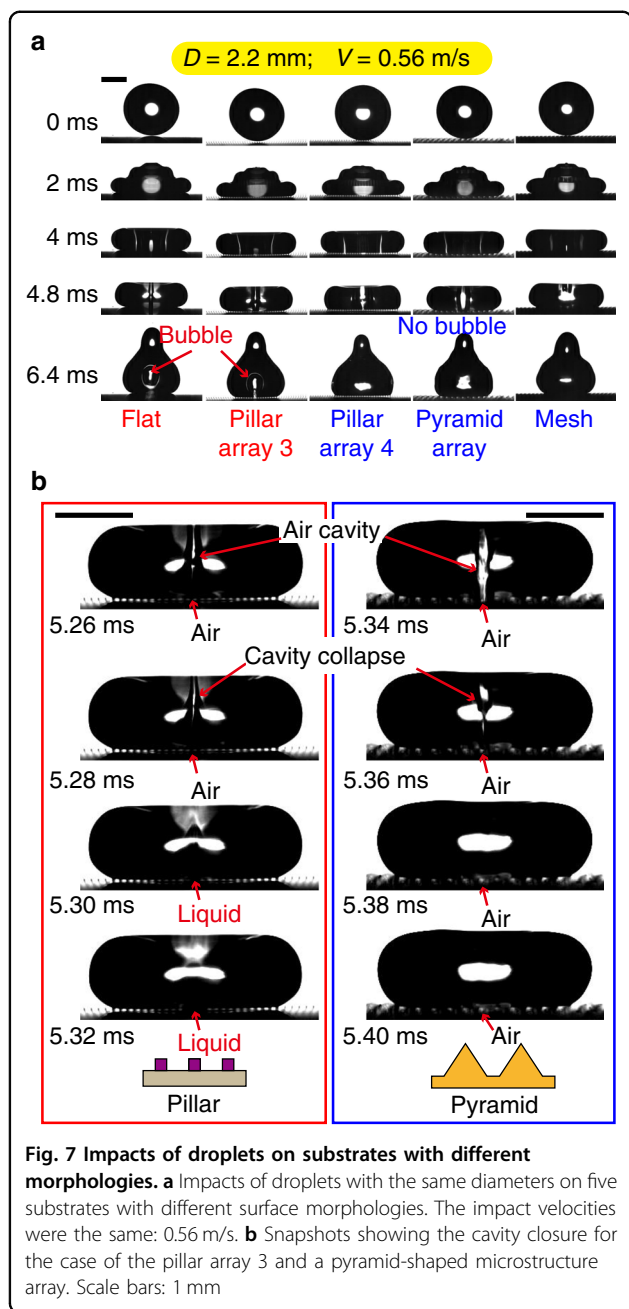 a
D = 2.2 mm; V = 0.56 m/s
0 ms
2 ms
4 ms
4.8 ms
No bubble
Bubble
6.4 ms
Flat
Pillar array 3
Pillar array 4
Pyramid array
Mesh
b
Air cavity
5.26 ms
Air
5.34 ms
Air
Cavity collapse
5.28 ms
Air
5.36 ms
Air
5.30 ms
Liquid
5.38 ms
Air
5.32 ms
Liquid
5.40 ms
Air
Pillar
Pyramid
Fig. 7 Impacts of droplets on substrates with different
morphologies. a Impacts of droplets with the same diameters on five
substrates with different surface morphologies. The impact velocities
were the same: 0.56 m/s. b Snapshots showing the cavity closure for
the case of the pillar array 3 and a pyramid-shaped microstructure
array. Scale bars: 1 mm